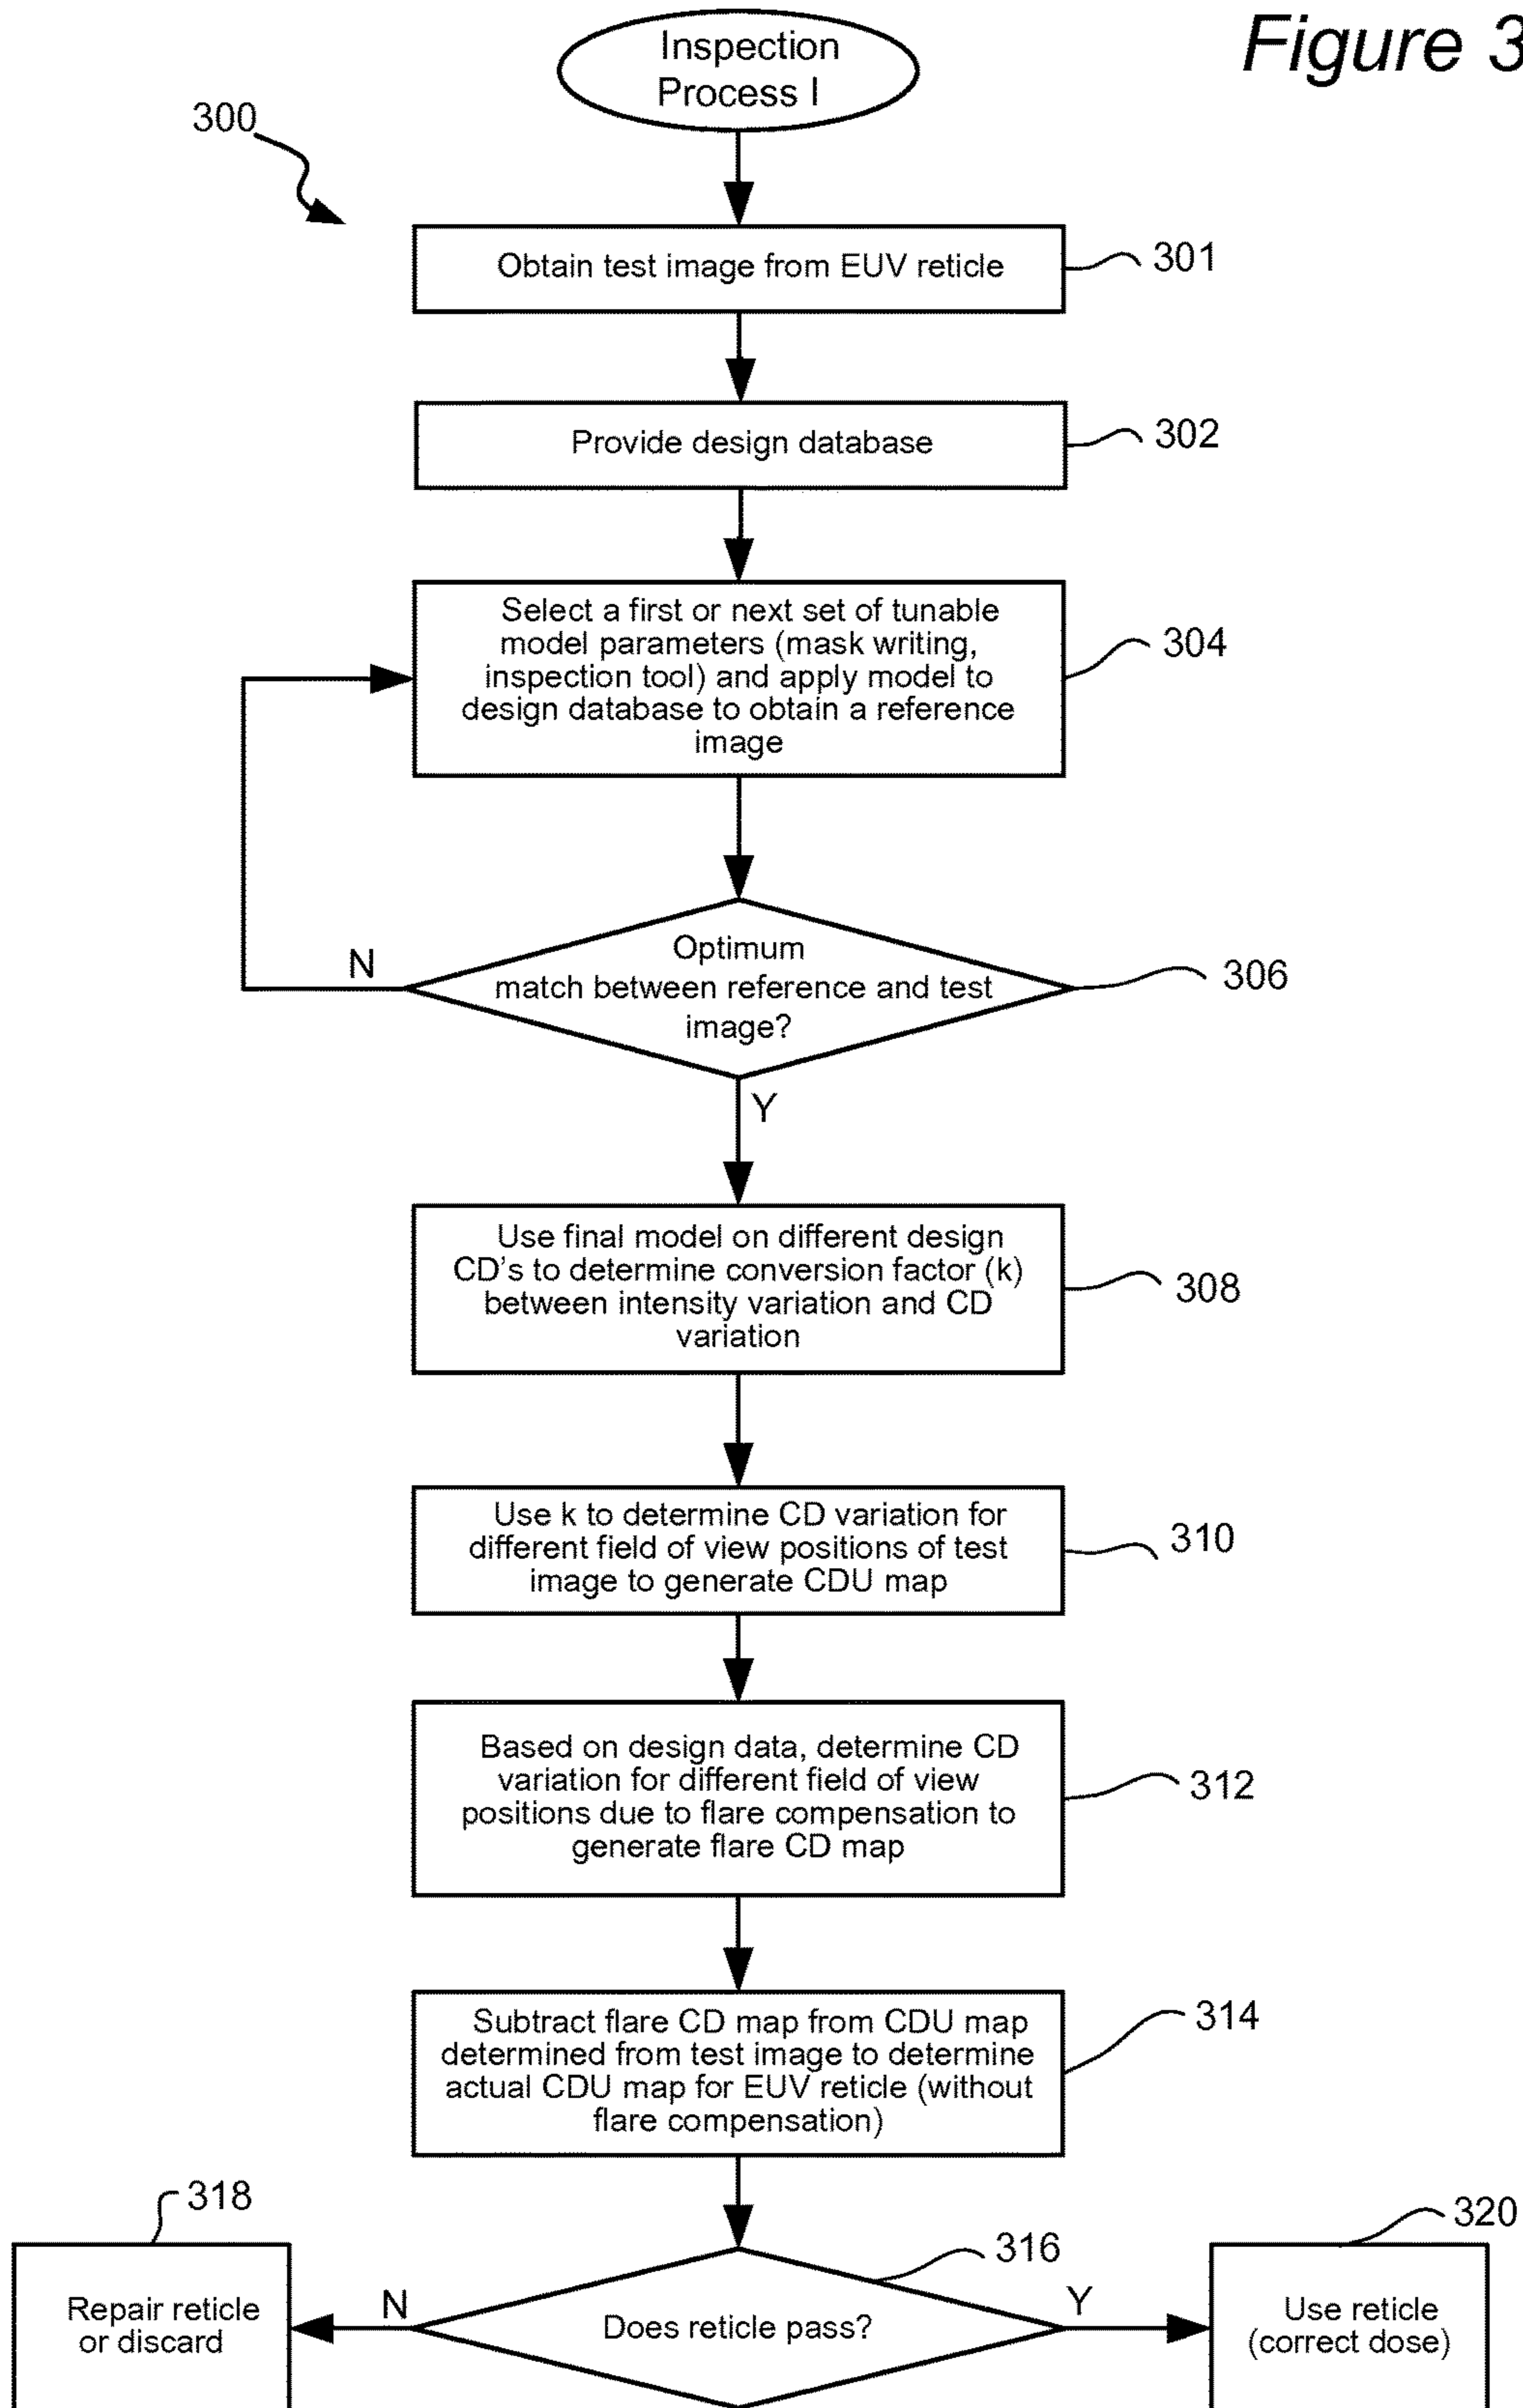 Figure 3
Inspection
Process I
300
Obtain test image from EUV reticle
301
Provide design database
302
Select a first or next set of tunable
model parameters (mask writing,
inspection tool) and apply model to
design database to obtain a reference
image
304
Optimum
match between reference and test
image?
306
N
Y
Use final model on different design
CD's to determine conversion factor (k)
between intensity variation and CD
variation
308
Use k to determine CD variation for
different field of view positions of test
image to generate CDU map
310
Based on design data, determine CD
variation for different field of view
positions due to flare compensation to
generate flare CD map
312
Subtract flare CD map from CDU map
determined from test image to determine
actual CDU map for EUV reticle (without
flare compensation)
314
318
Repair reticle
or discard
N
Does reticle pass?
316
Y
320
Use reticle
(correct dose)